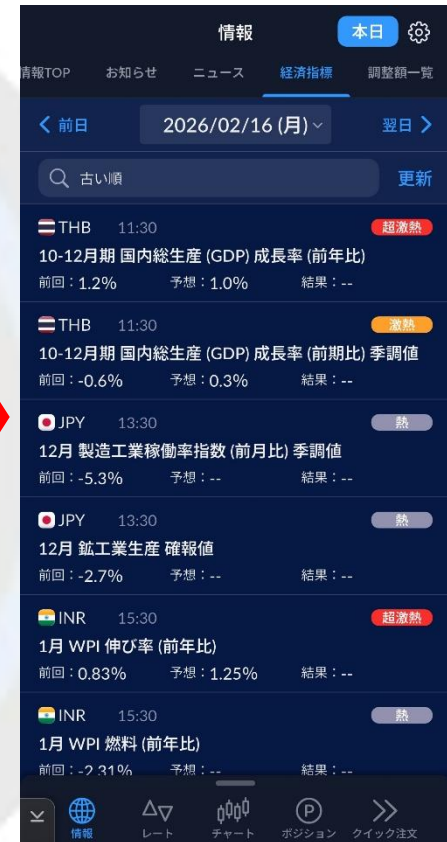 情報
本日
情報TOP お知らせ ニュース 経済指標 調整額一覧
前日 2026/02/16 (月) 翌日
古い順 更新
THB 11:30 超激熱
10-12月期 国内総生産 (GDP) 成長率 (前年比)
前回：1.2% 予想：1.0% 結果：--
THB 11:30 激熱
10-12月期 国内総生産 (GDP) 成長率 (前期比) 季調値
前回：-0.6% 予想：0.3% 結果：--
JPY 13:30 熱
12月 製造工業稼働率指数 (前月比) 季調値
前回：-5.3% 予想：-- 結果：--
JPY 13:30 熱
12月 鉱工業生産 確報値
前回：-2.7% 予想：-- 結果：--
INR 15:30 超激熱
1月 WPI 伸び率 (前年比)
前回：0.83% 予想：1.25% 結果：--
INR 15:30 熱
1月 WPI 燃料 (前年比)
前回：-2.31% 予想：-- 結果：--
P
情報 レート チャート ポジション クイック注文